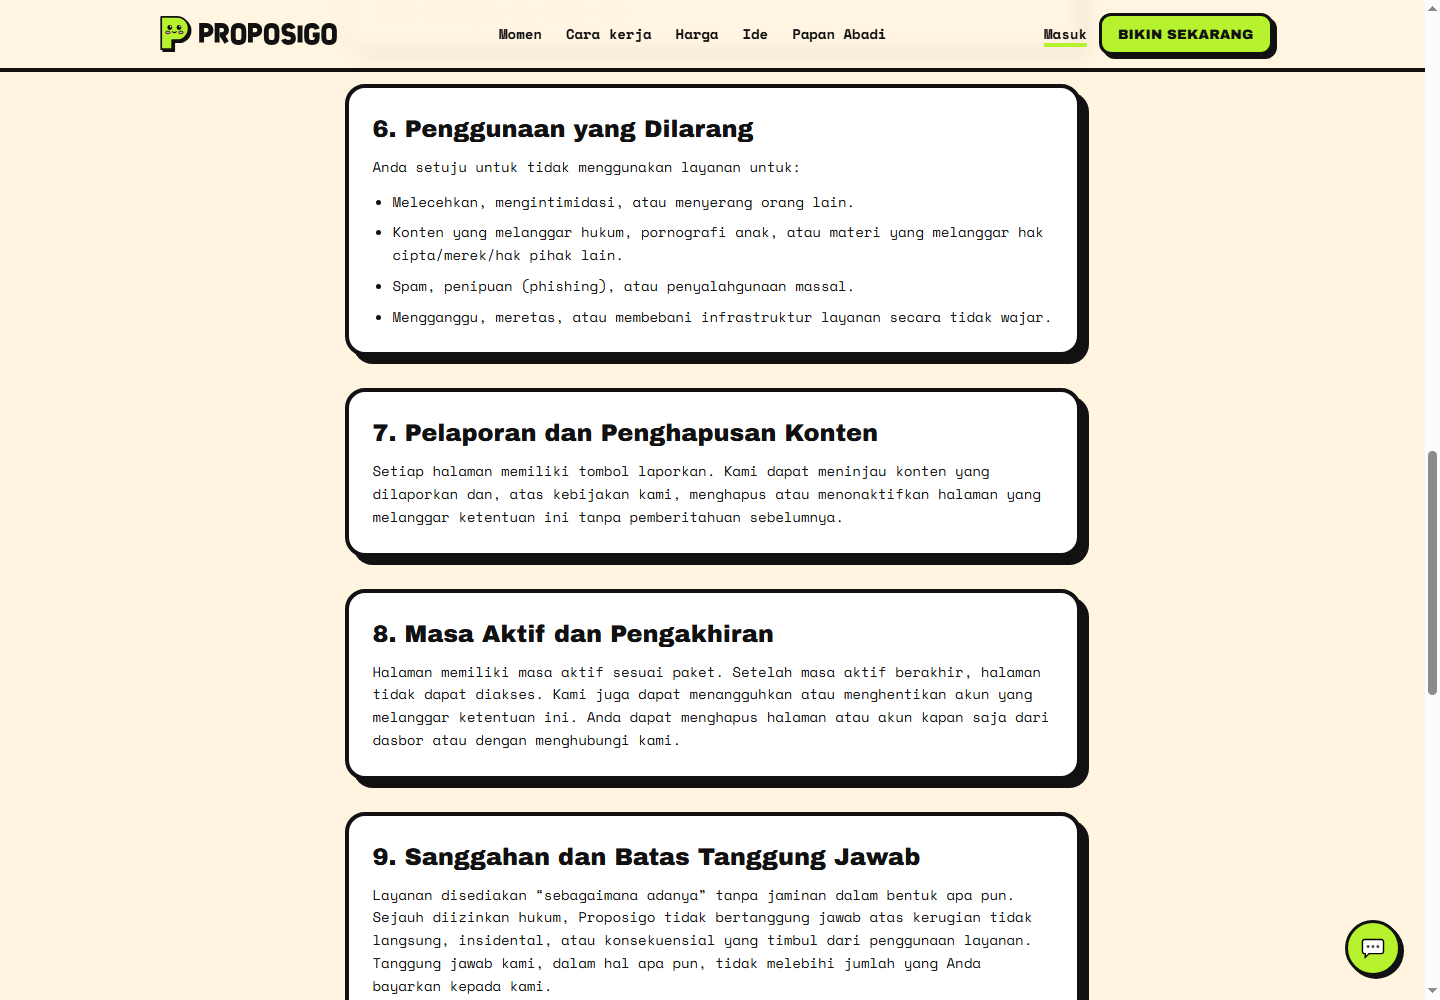 PROPOSIGO
Momen
Cara kerja
Harga
Ide
Papan Abadi
Masuk
BIKIN SEKARANG
6. Penggunaan yang Dilarang
Anda setuju untuk tidak menggunakan layanan untuk:
• Melecehkan, mengintimidasi, atau menyerang orang lain.
• Konten yang melanggar hukum, pornografi anak, atau materi yang melanggar hak
cipta/merek/hak pihak lain.
• Spam, penipuan (phishing), atau penyalahgunaan massal.
• Mengganggu, meretas, atau membebani infrastruktur layanan secara tidak wajar.
7. Pelaporan dan Penghapusan Konten
Setiap halaman memiliki tombol laporkan. Kami dapat meninjau konten yang
dilaporkan dan, atas kebijakan kami, menghapus atau menonaktifkan halaman yang
melanggar ketentuan ini tanpa pemberitahuan sebelumnya.
8. Masa Aktif dan Pengakhiran
Halaman memiliki masa aktif sesuai paket. Setelah masa aktif berakhir, halaman
tidak dapat diakses. Kami juga dapat menangguhkan atau menghentikan akun yang
melanggar ketentuan ini. Anda dapat menghapus halaman atau akun kapan saja dari
dasbor atau dengan menghubungi kami.
9. Sanggahan dan Batas Tanggung Jawab
Layanan disediakan “sebagaimana adanya” tanpa jaminan dalam bentuk apa pun.
Sejauh diizinkan hukum, Proposigo tidak bertanggung jawab atas kerugian tidak
langsung, insidental, atau konsekuensial yang timbul dari penggunaan layanan.
Tanggung jawab kami, dalam hal apa pun, tidak melebihi jumlah yang Anda
bayarkan kepada kami.